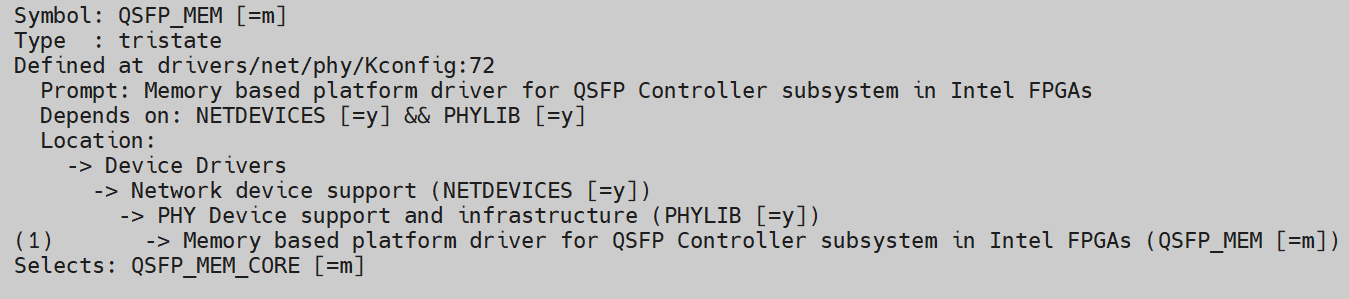 Symbol: QSFP_MEM [=m]
Type  : tristate
Defined at drivers/net/phy/Kconfig:72
  Prompt: Memory based platform driver for QSFP Controller subsystem in Intel FPGAs
  Depends on: NETDEVICES [=y] && PHYLIB [=y]
  Location:
    -> Device Drivers
      -> Network device support (NETDEVICES [=y])
        -> PHY Device support and infrastructure (PHYLIB [=y])
(1)       -> Memory based platform driver for QSFP Controller subsystem in Intel FPGAs (QSFP_MEM [=m])
Selects: QSFP_MEM_CORE [=m]